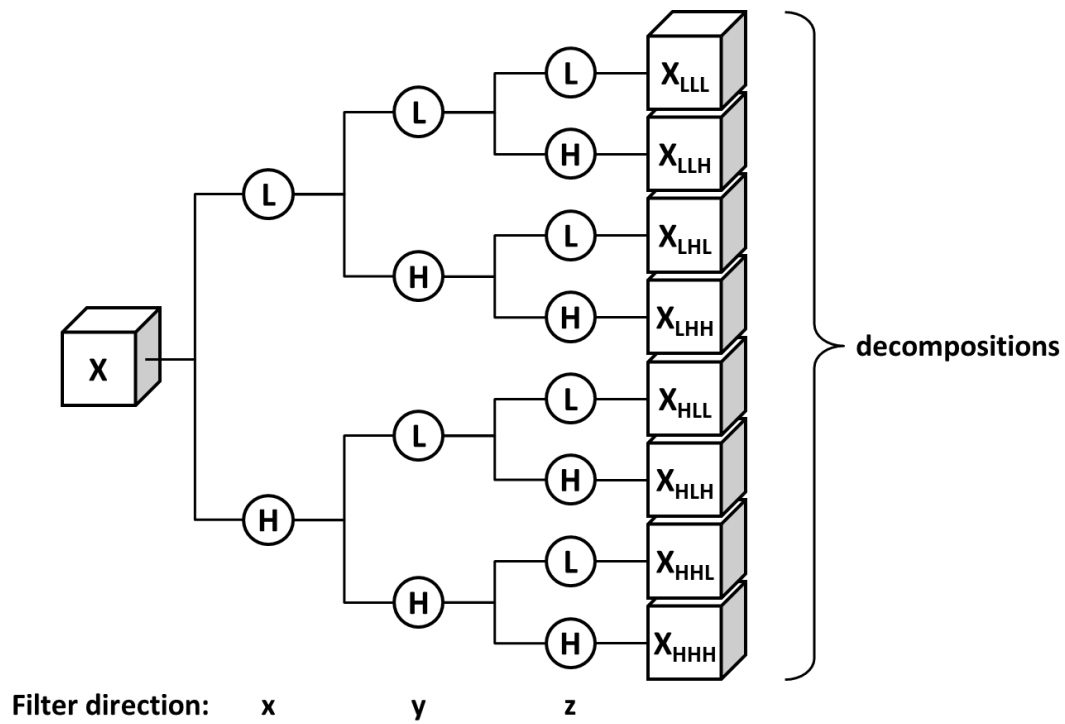 L
X_LLL
L
H
X_LLH
L
L
X_LHL
H
H
X_LHH
X
decompositions
L
X_HLL
L
H
X_HLH
H
L
X_HHL
H
H
X_HHH
Filter direction: x y z